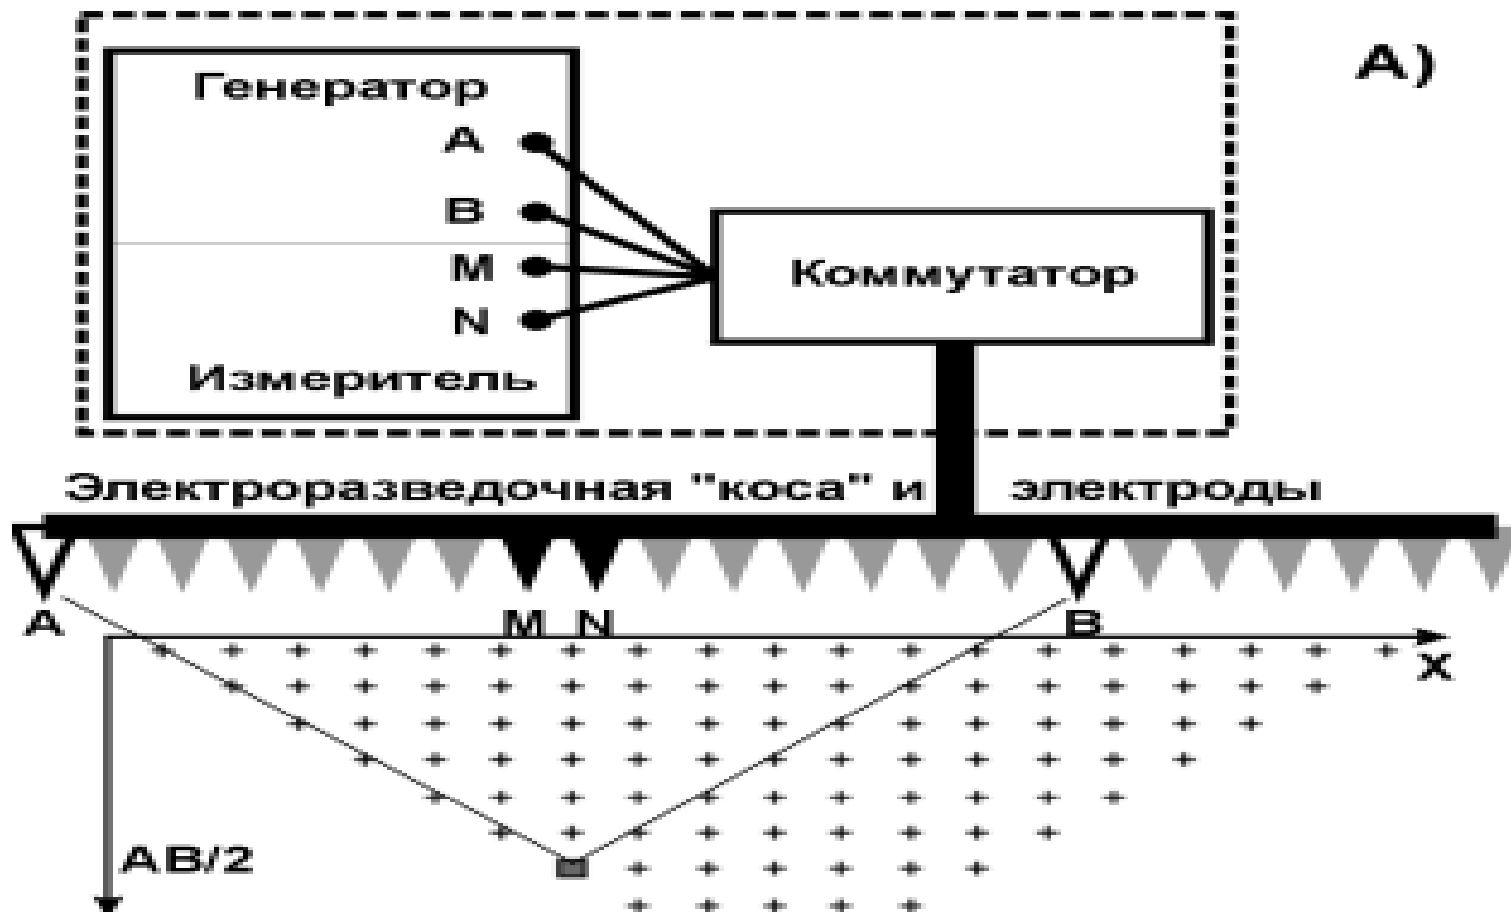 А)
Генератор
A
B
M
N
Измеритель
Коммутатор
Электроразведочная "коса" и электроды
A
M
N
B
X
AB/2